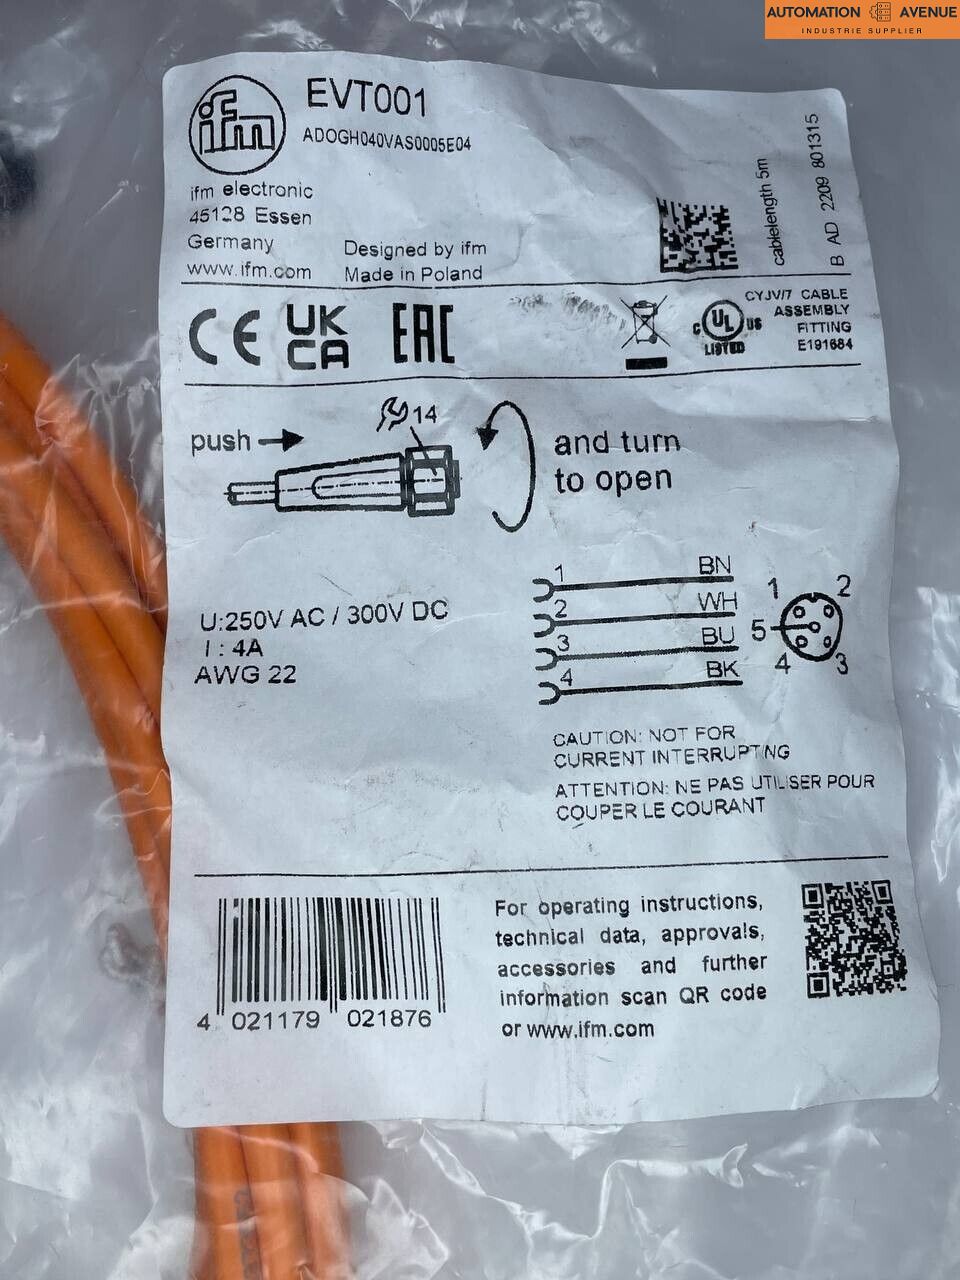 AUTOMATION AVENUE
INDUSTRIE SUPPLIER
ifm
EVT001
ADOGH040VAS0005E04
ifm electronic
45128 Essen
Germany
www.ifm.com
Designed by ifm
Made in Poland
cablelength 5m
B AD 2209 801315
CE
UK
CA
EAC
C UL US
LISTED
CYJV/7 CABLE
ASSEMBLY
FITTING
E191684
push
14
and turn
to open
U:250V AC / 300V DC
I : 4A
AWG 22
1 BN
2 WH
3 BU
4 BK
1 2
5
4 3
CAUTION: NOT FOR
CURRENT INTERRUPTING
ATTENTION: NE PAS UTILISER POUR
COUPER LE COURANT
4 021179 021876
For operating instructions,
technical data, approvals,
accessories and further
information scan QR code
or www.ifm.com